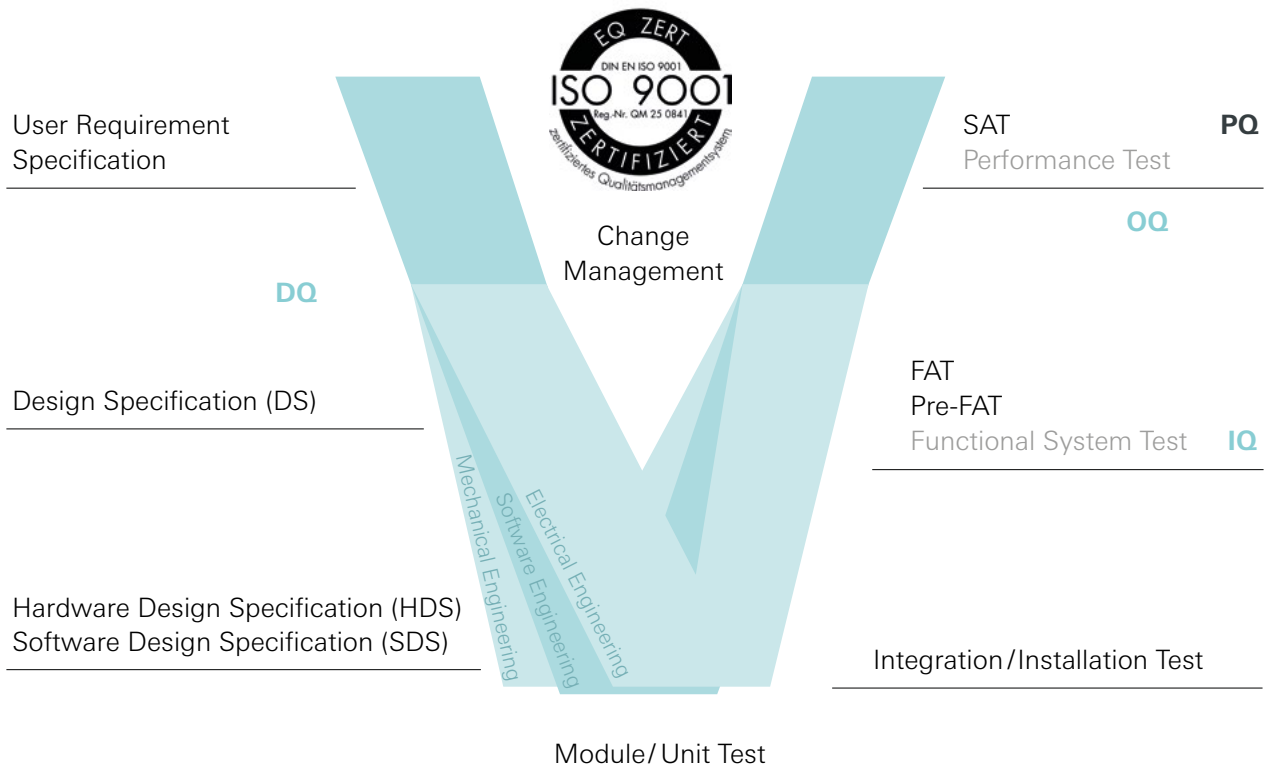 EQ ZERT
DIN EN ISO 9001
ISO 9001
Reg.-Nr. QM 25 0841
ZERTIFIZIERT
zertifiziertes Qualitätsmanagementsystem
User Requirement
Specification
SAT PQ
Performance Test
Change
Management
OQ
DQ
Design Specification (DS)
FAT
Pre-FAT
Functional System Test IQ
Mechanical Engineering
Software Engineering
Electrical Engineering
Hardware Design Specification (HDS)
Software Design Specification (SDS)
Integration/Installation Test
Module/Unit Test